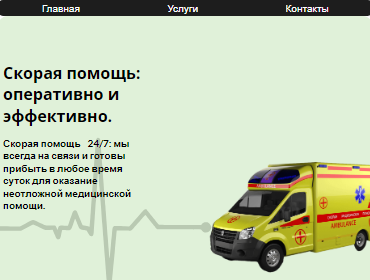 Главная Услуги Контакты
Скорая помощь:
оперативно и
эффективно.
Скорая помощь 24/7: мы
всегда на связи и готовы
прибыть в любое время
суток для оказание
неотложной медицинской
помощи.
AMBULANCE